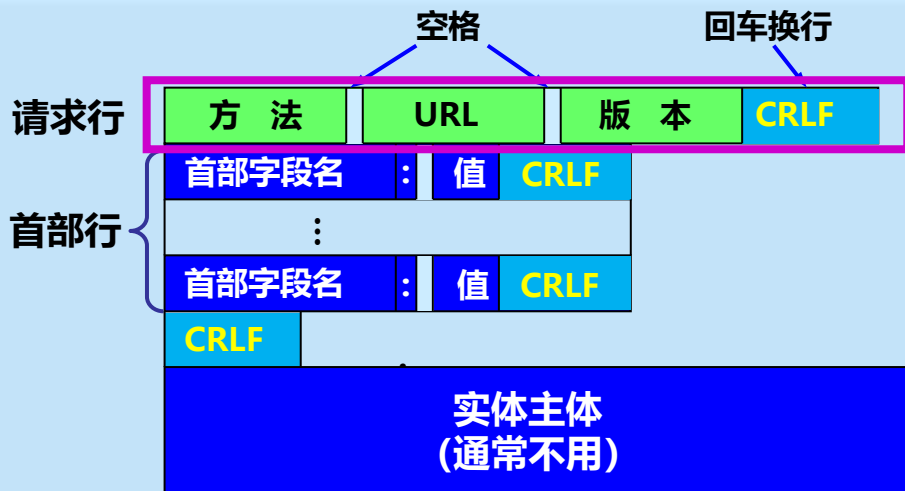 空格 回车换行
请求行 方 法 URL 版 本 CRLF
首部字段名 : 值 CRLF
首部行 ⋮
首部字段名 : 值 CRLF
CRLF
实体主体
(通常不用)